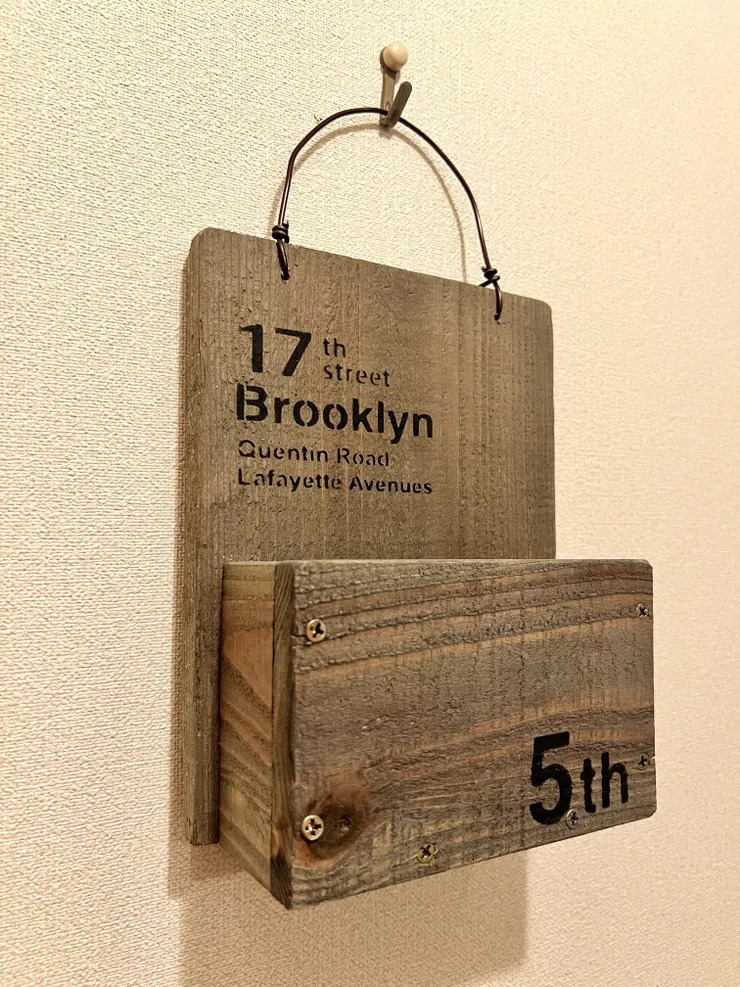 17 th
street
Brooklyn
Quentin Road
Lafayette Avenues
5th